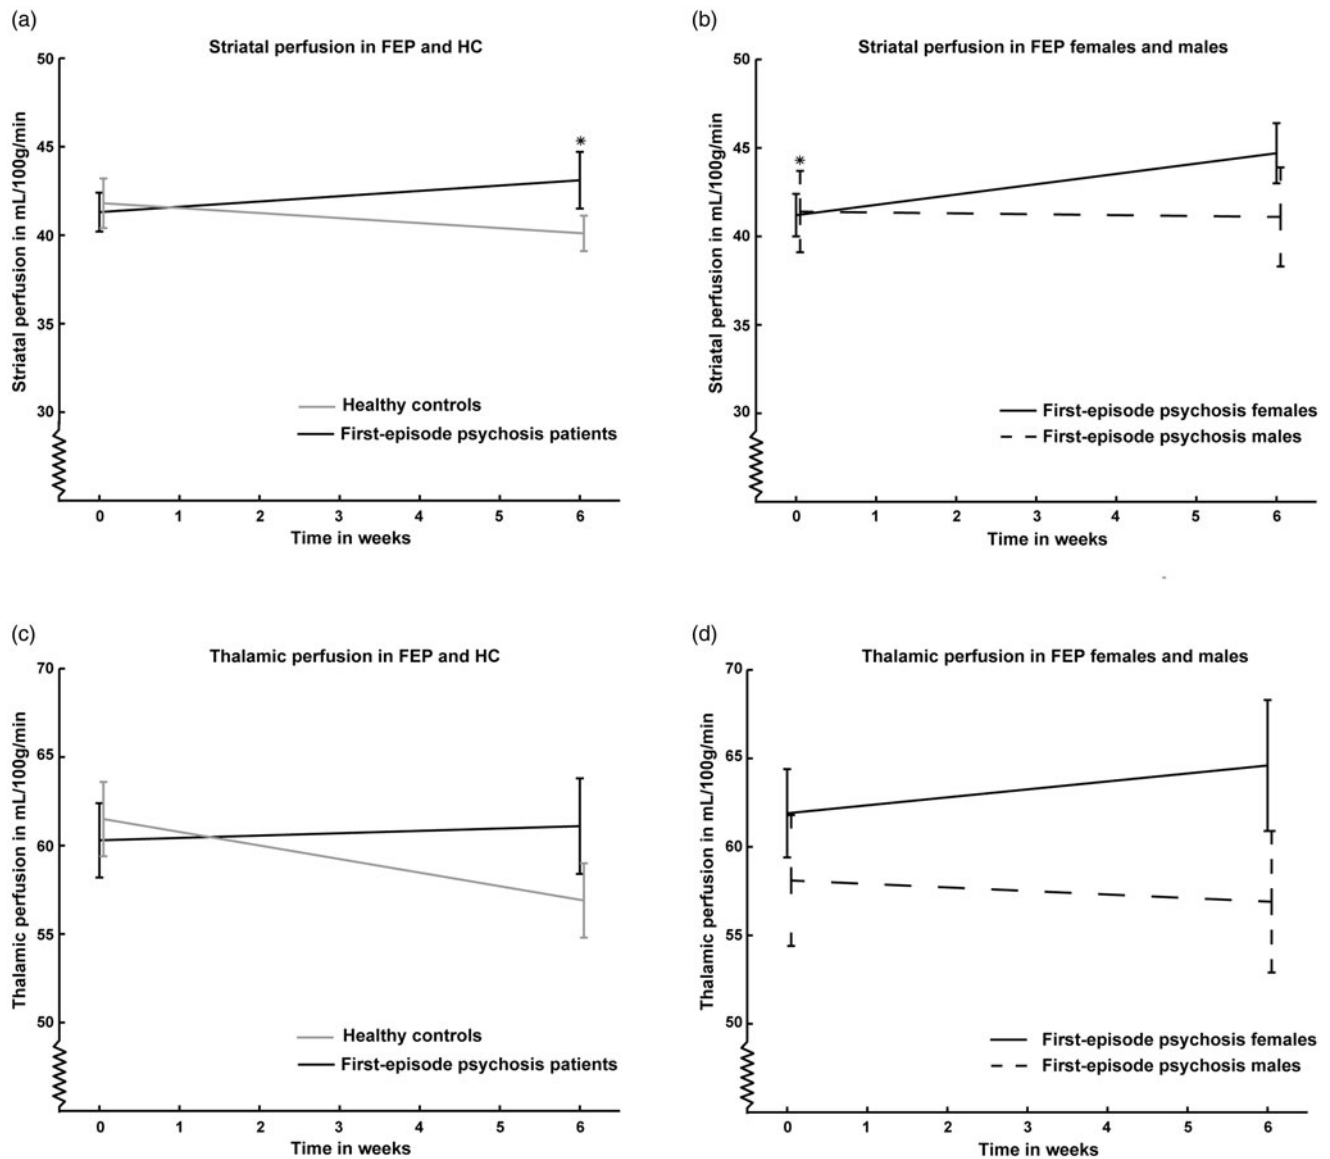 (a)
Striatal perfusion in FEP and HC
Striatal perfusion in mL/100g/min
50
45
40
35
30
*
Healthy controls
First-episode psychosis patients
0 1 2 3 4 5 6
Time in weeks
(b)
Striatal perfusion in FEP females and males
Striatal perfusion in mL/100g/min
50
45
40
35
30
*
First-episode psychosis females
First-episode psychosis males
0 1 2 3 4 5 6
Time in weeks
(c)
Thalamic perfusion in FEP and HC
Thalamic perfusion in mL/100g/min
70
65
60
55
50
Healthy controls
First-episode psychosis patients
0 1 2 3 4 5 6
Time in weeks
(d)
Thalamic perfusion in FEP females and males
Thalamic perfusion in mL/100g/min
70
65
60
55
50
First-episode psychosis females
First-episode psychosis males
0 1 2 3 4 5 6
Time in weeks